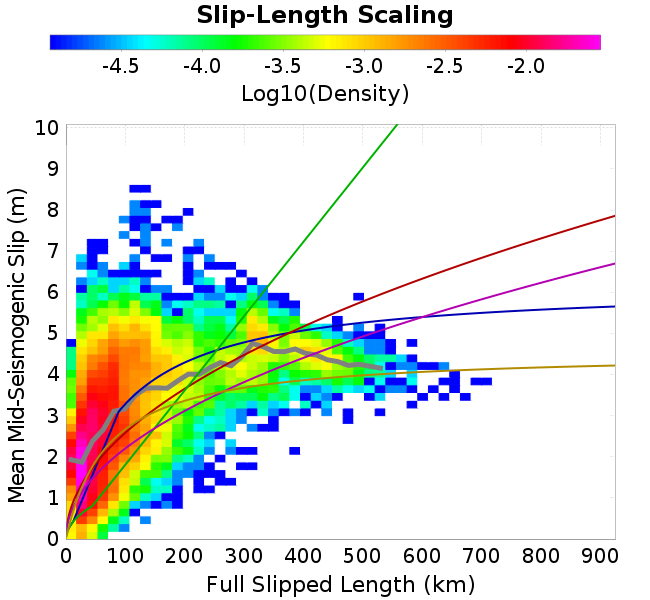 Slip-Length Scaling
-4.5 -4.0 -3.5 -3.0 -2.5 -2.0
Log10(Density)
10
9
8
7
6
5
4
3
2
1
0
Mean Mid-Seismogenic Slip (m)
0 100 200 300 400 500 600 700 800 900
Full Slipped Length (km)